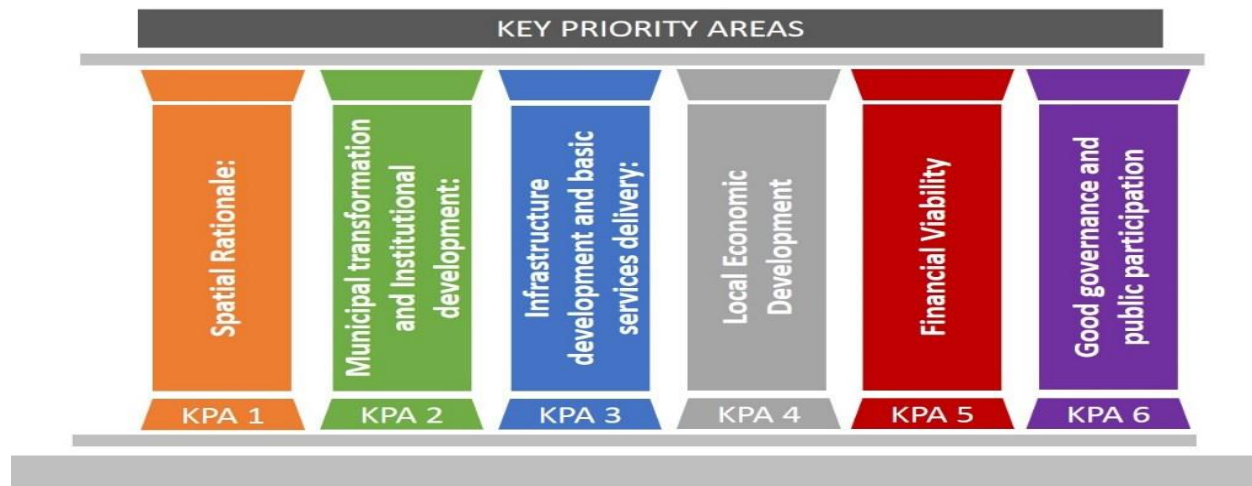 KEY PRIORITY AREAS
Spatial Rationale:
Municipal transformation
and Institutional
development:
Infrastructure
development and basic
services delivery:
Local Economic
Development
Financial Viability
Good governance and
public participation
KPA 1
KPA 2
KPA 3
KPA 4
KPA 5
KPA 6